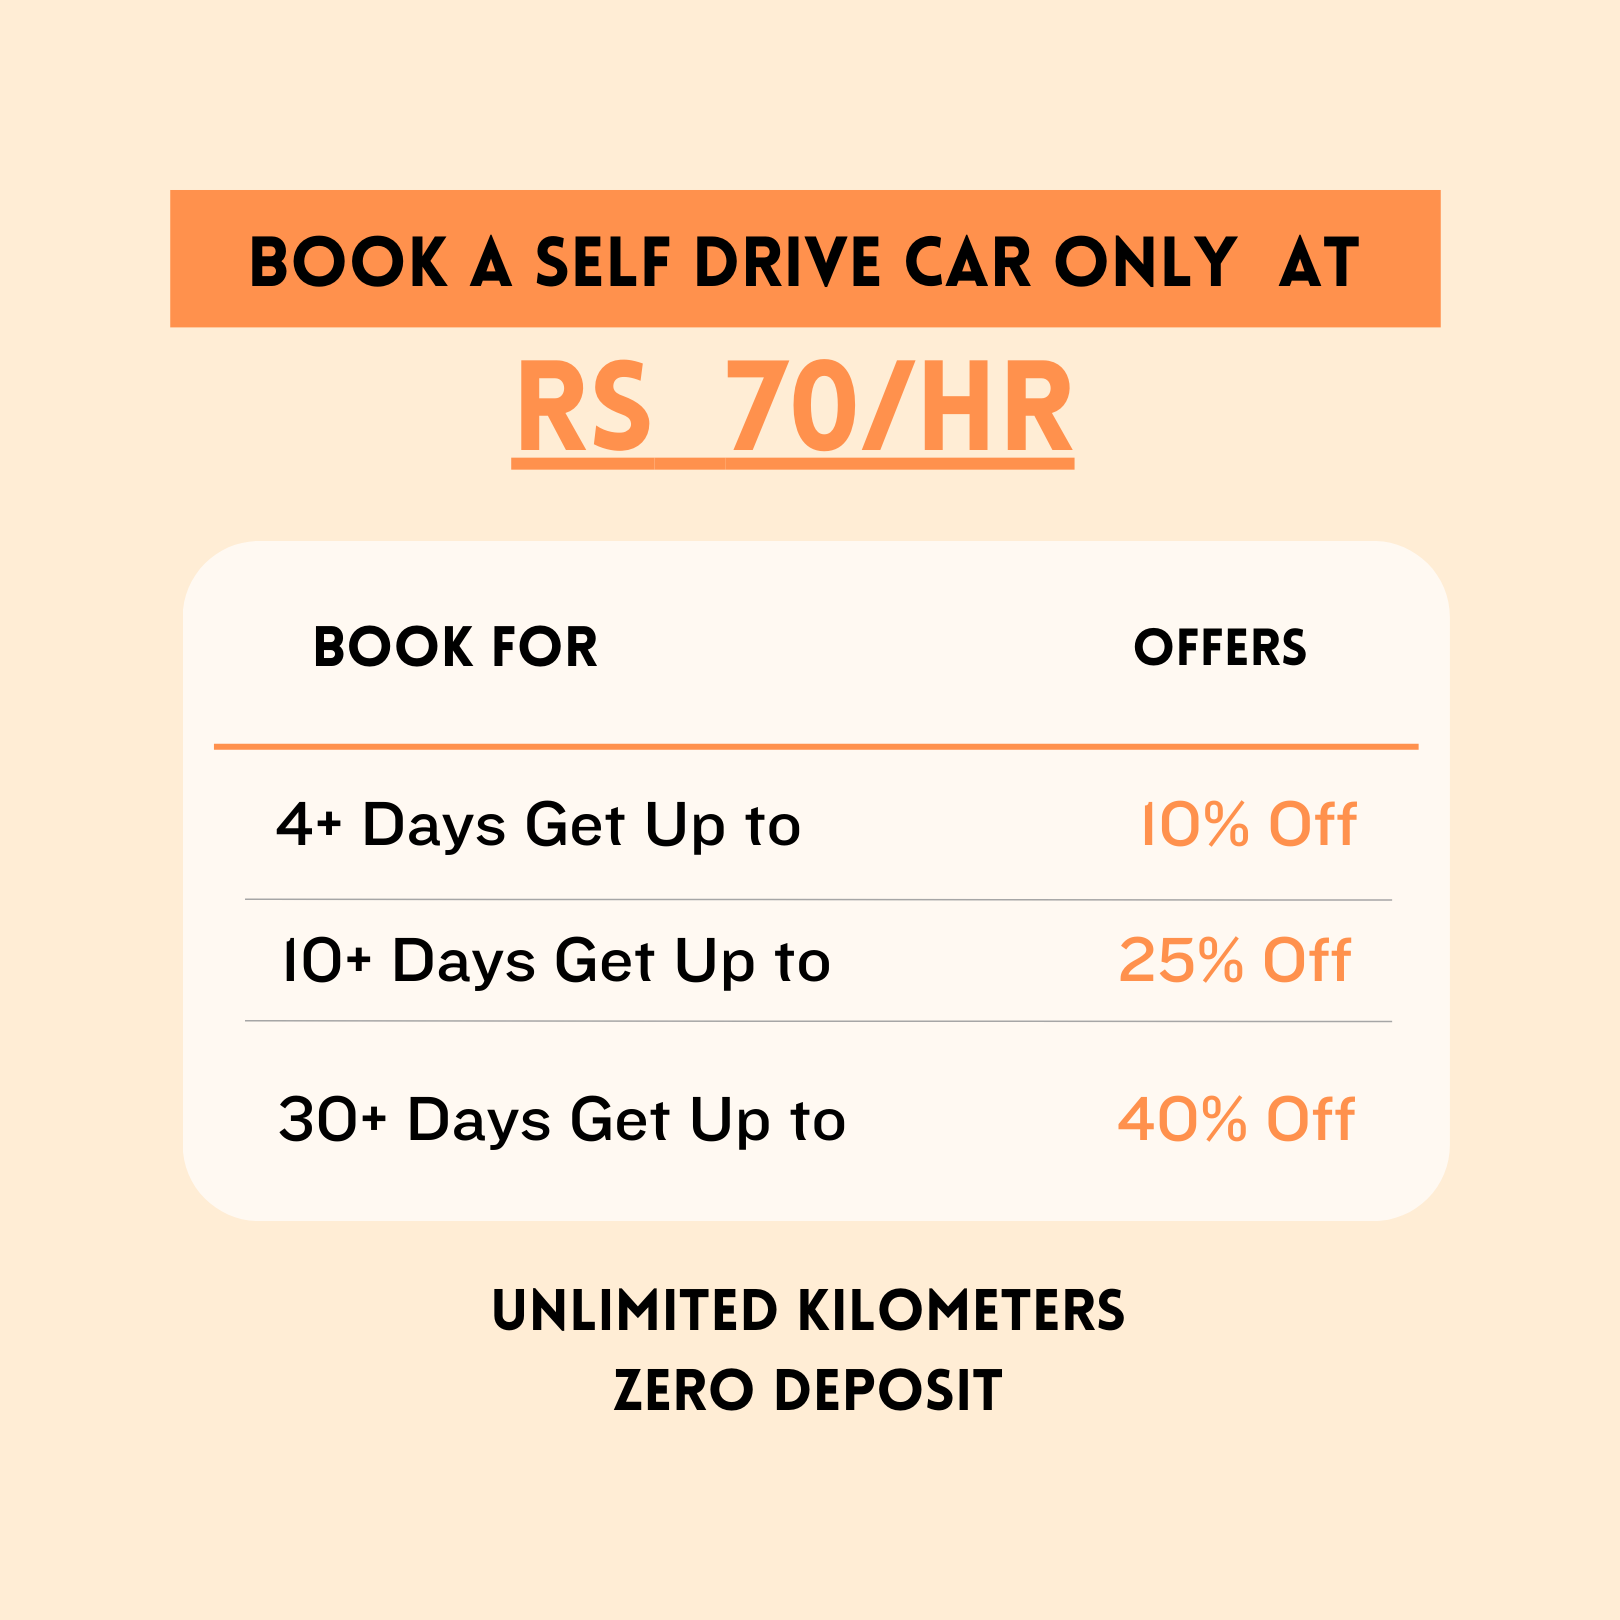 BOOK A SELF DRIVE CAR ONLY AT
RS 70/HR
BOOK FOR OFFERS
4+ Days Get Up to 10% Off
10+ Days Get Up to 25% Off
30+ Days Get Up to 40% Off
UNLIMITED KILOMETERS
ZERO DEPOSIT